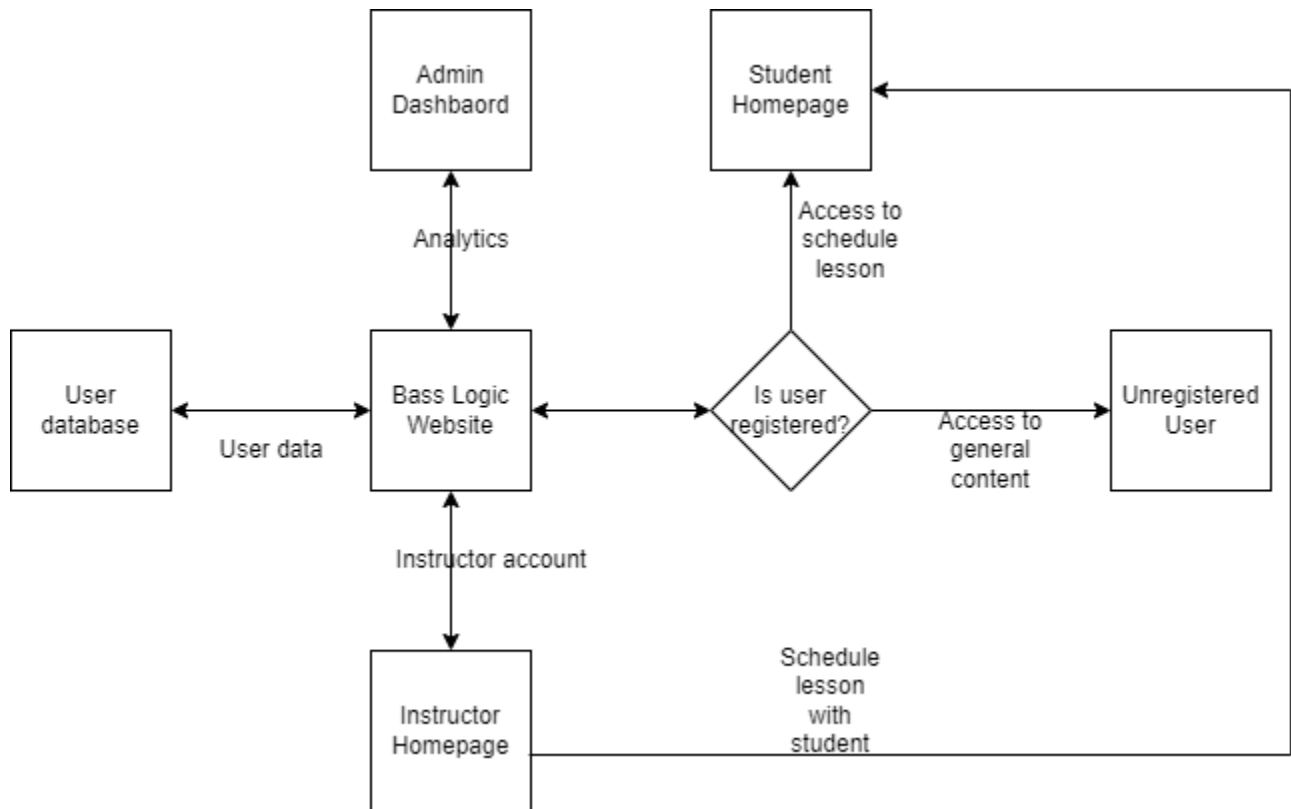 Admin
Dashbaord
Student
Homepage
Analytics
Access to
schedule
lesson
User
database
User data
Bass Logic
Website
Is user
registered?
Access to
general
content
Unregistered
User
Instructor account
Instructor
Homepage
Schedule
lesson
with
student